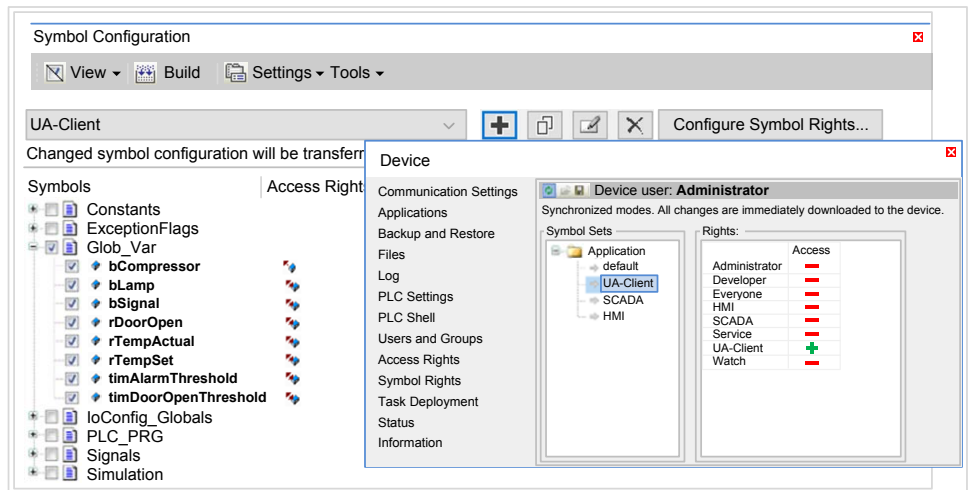 Symbol Configuration
View Build Settings Tools
UA-Client
Configure Symbol Rights...
Changed symbol configuration will be transferr
Symbols Access Right
Constants
ExceptionFlags
Glob_Var
bCompressor
bLamp
bSignal
rDoorOpen
rTempActual
rTempSet
timAlarmThreshold
timDoorOpenThreshold
IoConfig_Globals
PLC_PRG
Signals
Simulation
Device
Communication Settings
Applications
Backup and Restore
Files
Log
PLC Settings
PLC Shell
Users and Groups
Access Rights
Symbol Rights
Task Deployment
Status
Information
Device user: Administrator
Synchronized modes. All changes are immediately downloaded to the device.
Symbol Sets
Application
default
UA-Client
SCADA
HMI
Rights:
Access
Administrator
Developer
Everyone
HMI
SCADA
Service
UA-Client
Watch